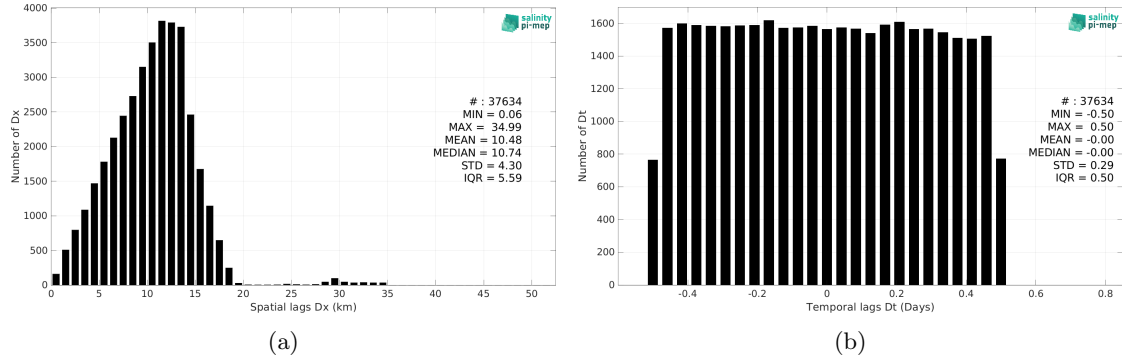 4000
3500
3000
2500
2000
1500
1000
500
0
Number of Dx
0 5 10 15 20 25 30 35 40 45 50
Spatial lags Dx (km)
salinity
pi-mep
# : 37634
MIN = 0.06
MAX = 34.99
MEAN = 10.48
MEDIAN = 10.74
STD = 4.30
IQR = 5.59
(a)
1600
1400
1200
1000
800
600
400
200
0
Number of Dt
-0.4 -0.2 0 0.2 0.4 0.6 0.8
Temporal lags Dt (Days)
salinity
pi-mep
# : 37634
MIN = -0.50
MAX = 0.50
MEAN = -0.00
MEDIAN = -0.00
STD = 0.29
IQR = 0.50
(b)